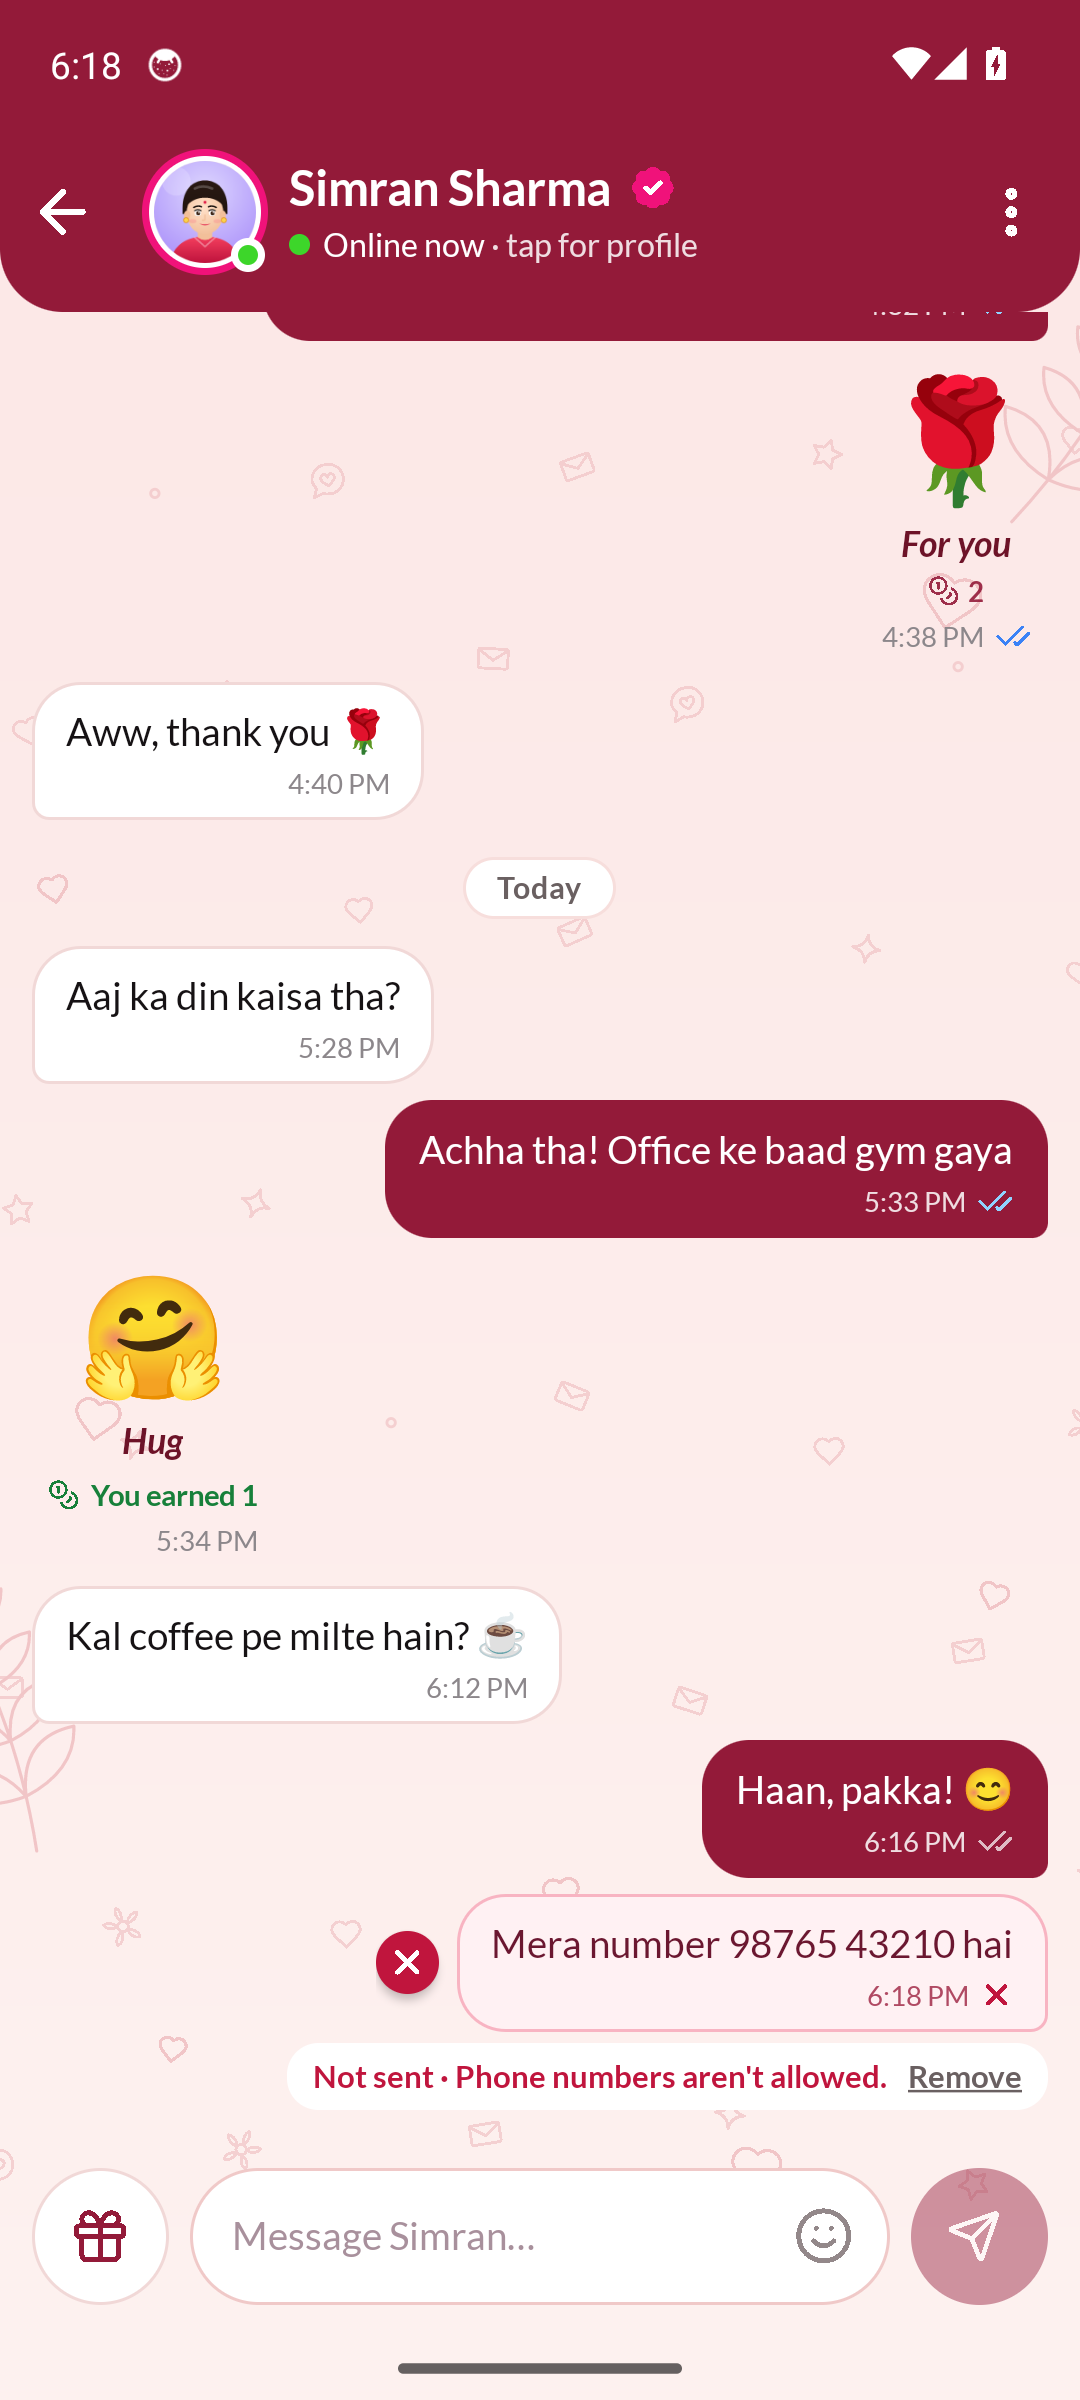 6:18
Simran Sharma
Online now · tap for profile
For you
2
4:38 PM
Aww, thank you 🌹
4:40 PM
Today
Aaj ka din kaisa tha?
5:28 PM
Achha tha! Office ke baad gym gaya
5:33 PM
Hug
You earned 1
5:34 PM
Kal coffee pe milte hain? ☕
6:12 PM
Haan, pakka! 😊
6:16 PM
Mera number 98765 43210 hai
6:18 PM
Not sent · Phone numbers aren't allowed. Remove
Message Simran...